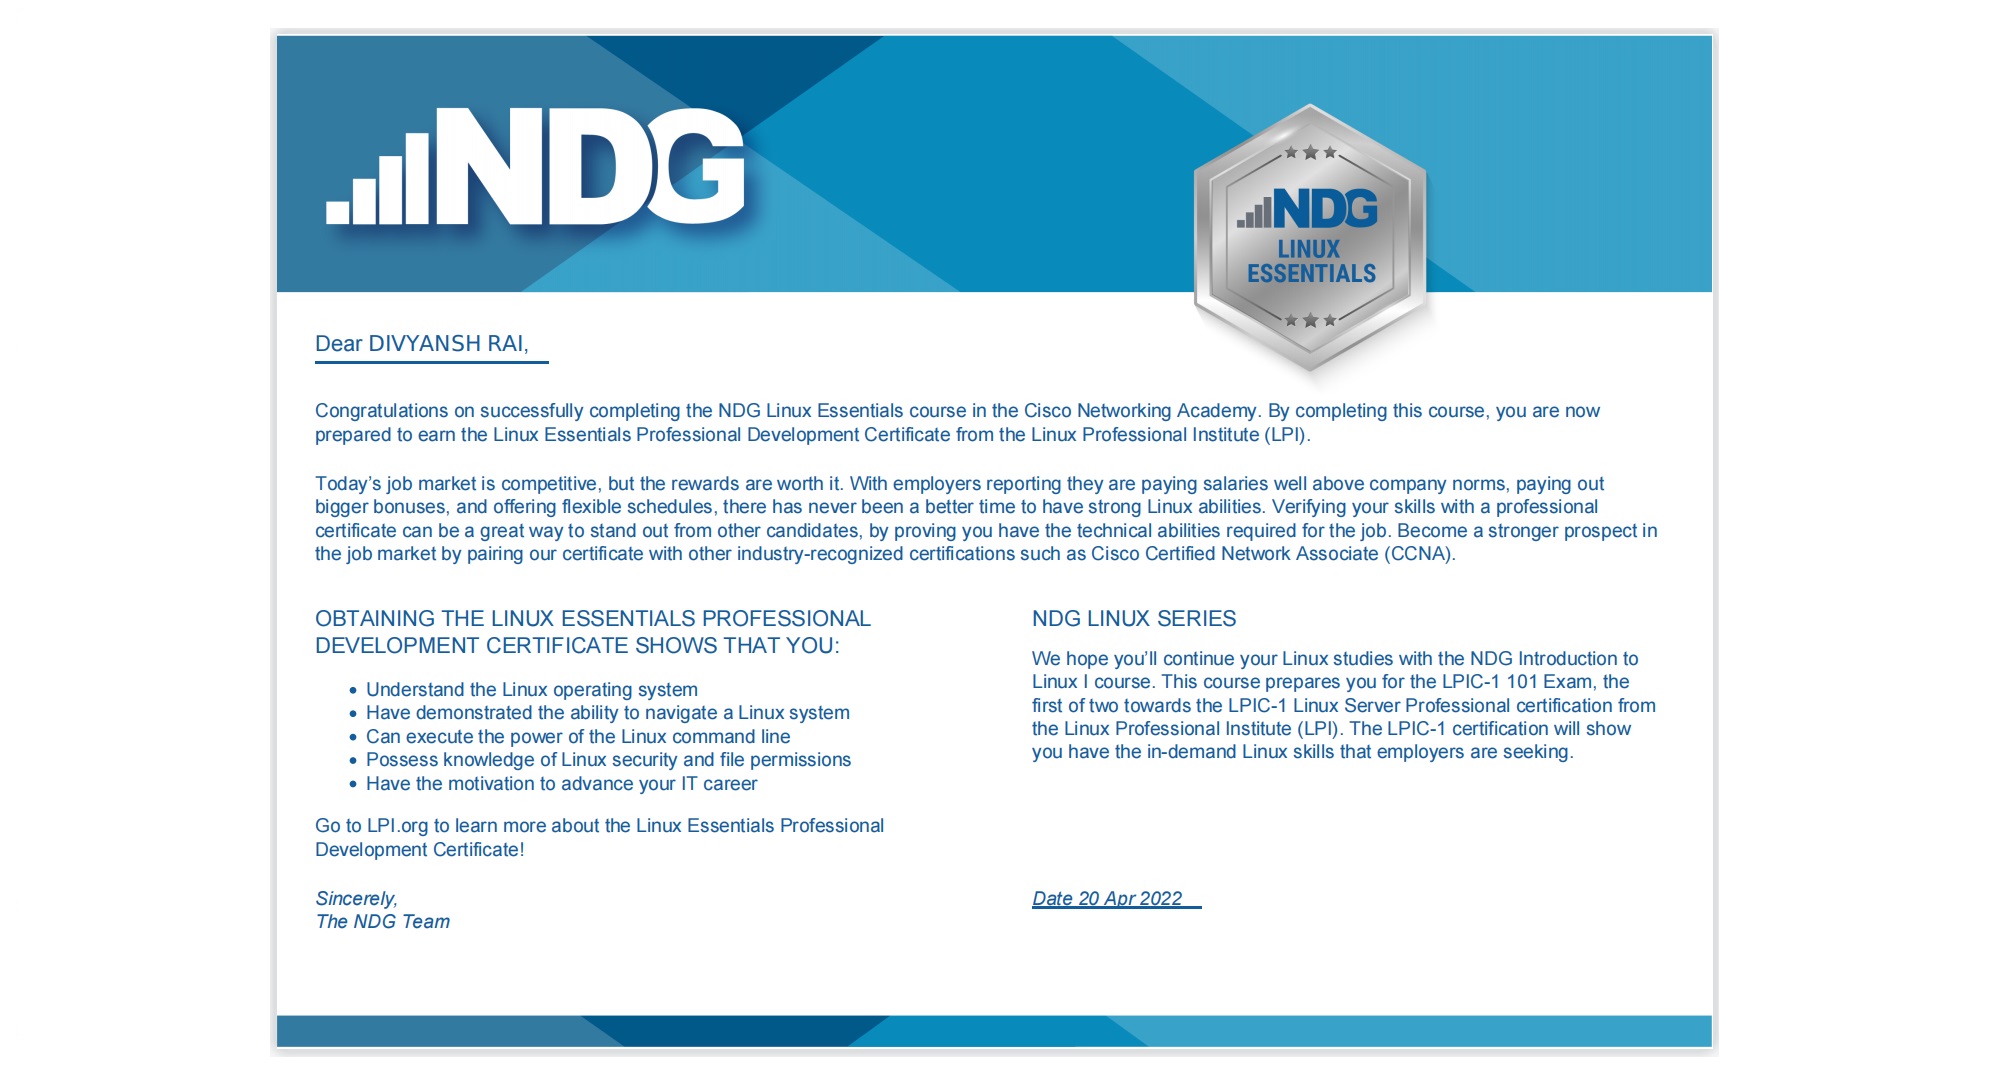 NDG
NDG
LINUX
ESSENTIALS
Dear DIVYANSH RAI,
Congratulations on successfully completing the NDG Linux Essentials course in the Cisco Networking Academy. By completing this course, you are now
prepared to earn the Linux Essentials Professional Development Certificate from the Linux Professional Institute (LPI).
Today’s job market is competitive, but the rewards are worth it. With employers reporting they are paying salaries well above company norms, paying out
bigger bonuses, and offering flexible schedules, there has never been a better time to have strong Linux abilities. Verifying your skills with a professional
certificate can be a great way to stand out from other candidates, by proving you have the technical abilities required for the job. Become a stronger prospect in
the job market by pairing our certificate with other industry-recognized certifications such as Cisco Certified Network Associate (CCNA).
OBTAINING THE LINUX ESSENTIALS PROFESSIONAL
DEVELOPMENT CERTIFICATE SHOWS THAT YOU:
• Understand the Linux operating system
• Have demonstrated the ability to navigate a Linux system
• Can execute the power of the Linux command line
• Possess knowledge of Linux security and file permissions
• Have the motivation to advance your IT career
Go to LPI.org to learn more about the Linux Essentials Professional
Development Certificate!
Sincerely,
The NDG Team
NDG LINUX SERIES
We hope you’ll continue your Linux studies with the NDG Introduction to
Linux I course. This course prepares you for the LPIC-1 101 Exam, the
first of two towards the LPIC-1 Linux Server Professional certification from
the Linux Professional Institute (LPI). The LPIC-1 certification will show
you have the in-demand Linux skills that employers are seeking.
Date 20 Apr 2022